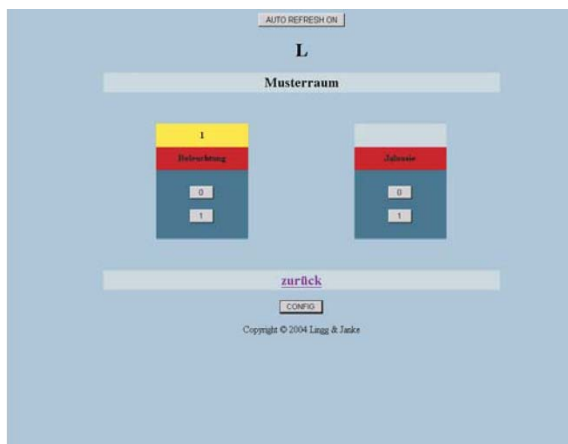 AUTO REFRESH ON
L
Musterraum
1
Beleuchtung
Jalousie
0
0
1
1
zurück
CONFIG
Copyright © 2004 Lingg & Janke